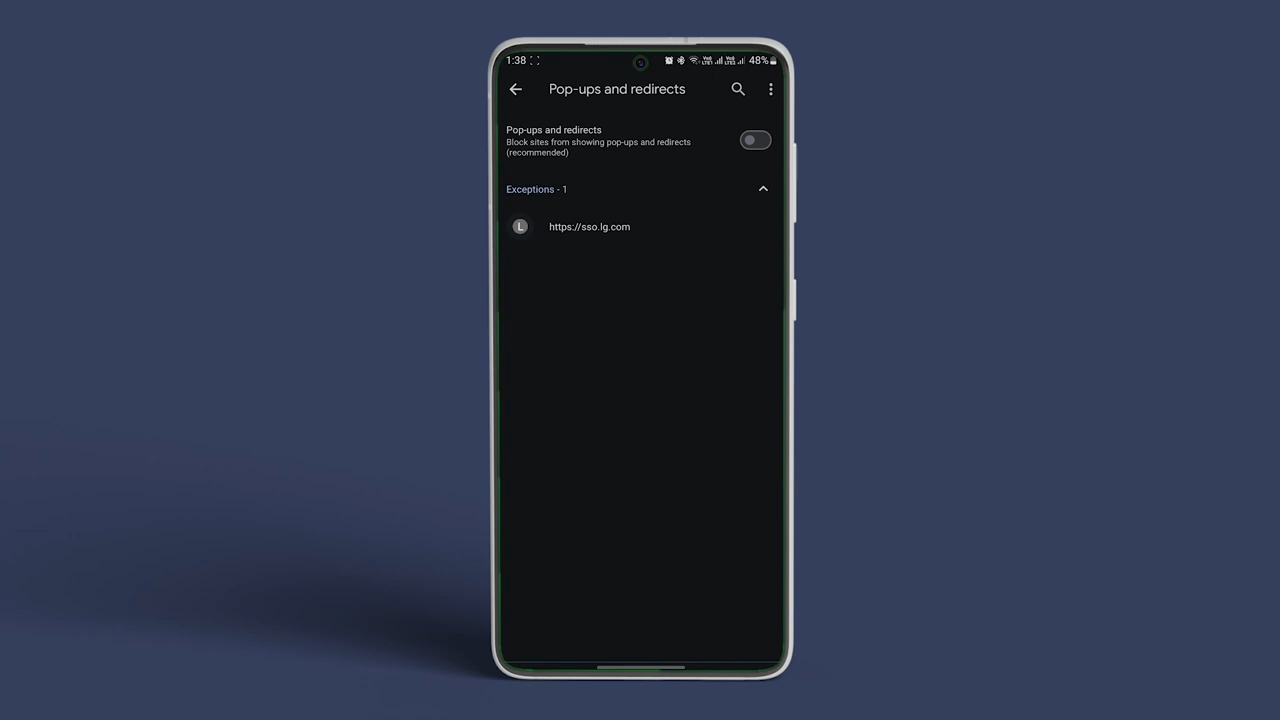 1:38 48%
Pop-ups and redirects
Pop-ups and redirects
Block sites from showing pop-ups and redirects
(recommended)
Exceptions - 1
L https://sso.lg.com